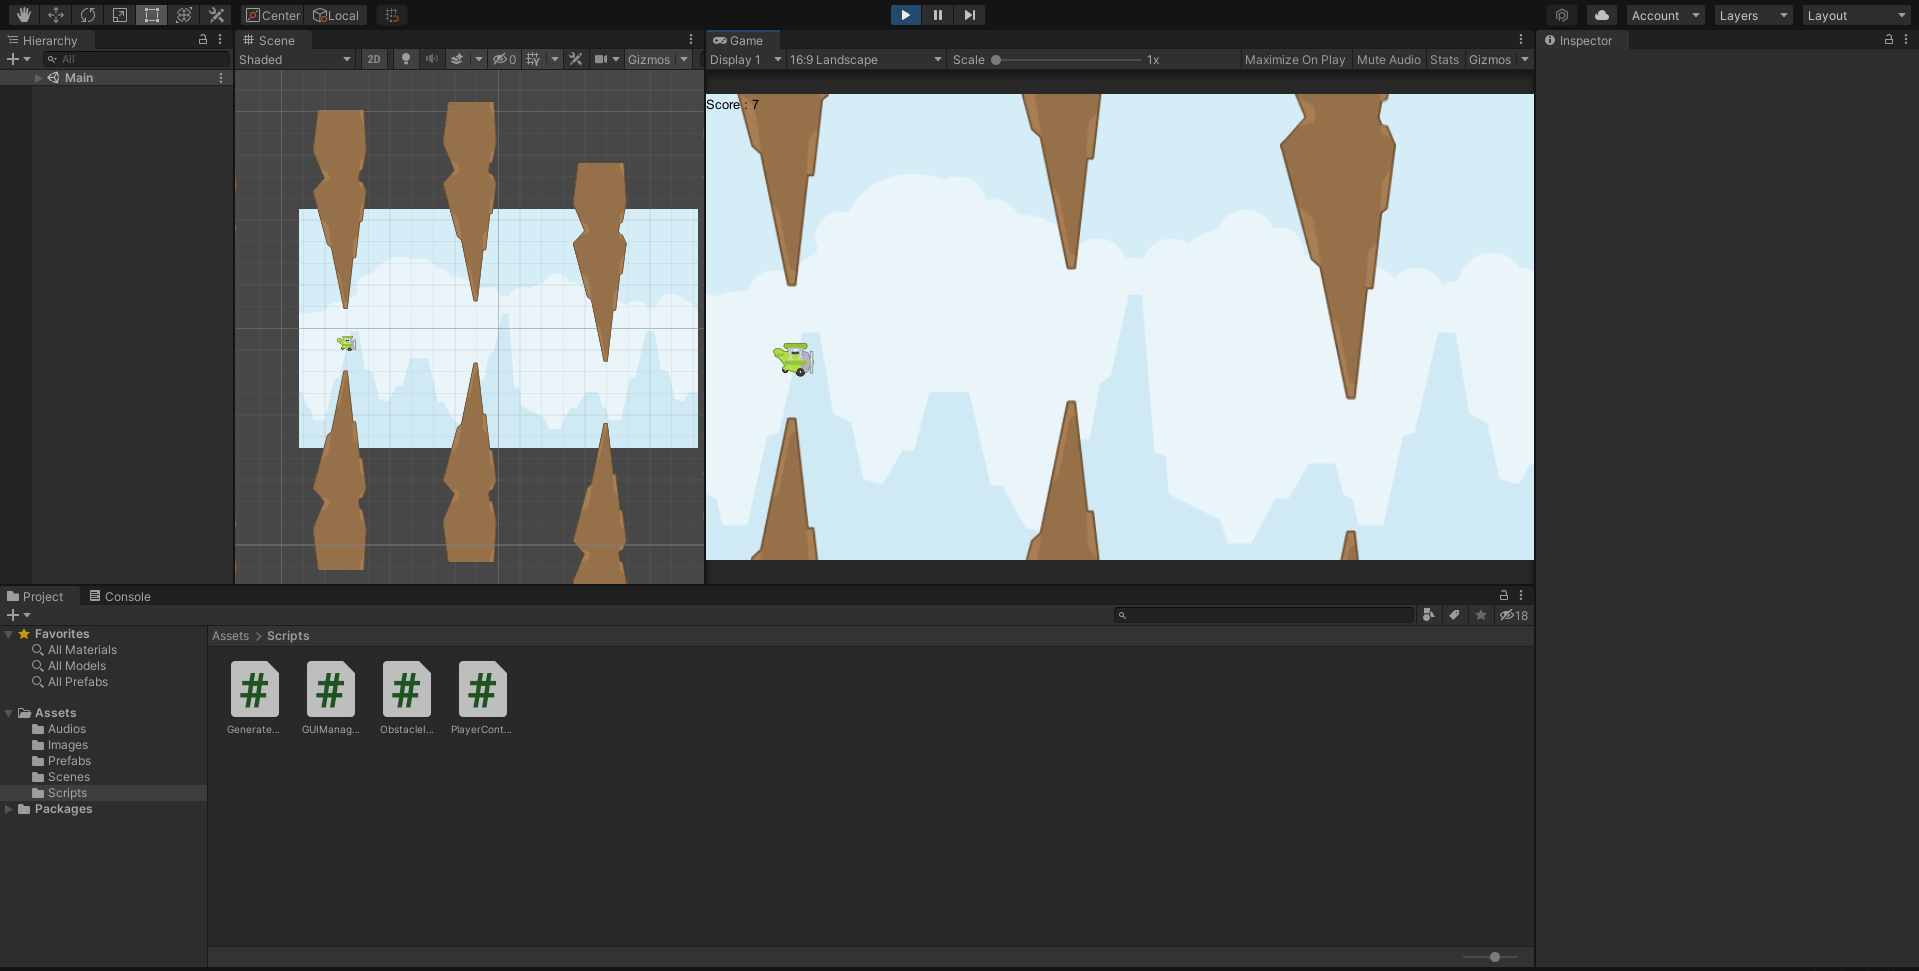 Center Local
Account Layers Layout
Hierarchy
All
Main
Scene
Shaded 2D 0 Gizmos
Game
Display 1 16:9 Landscape Scale 1x Maximize On Play Mute Audio Stats Gizmos
Score : 7
Inspector
Project Console
18
Favorites
All Materials
All Models
All Prefabs
Assets
Audios
Images
Prefabs
Scenes
Scripts
Packages
Assets > Scripts
Generate... GUIManag... ObstacleI... PlayerCont...